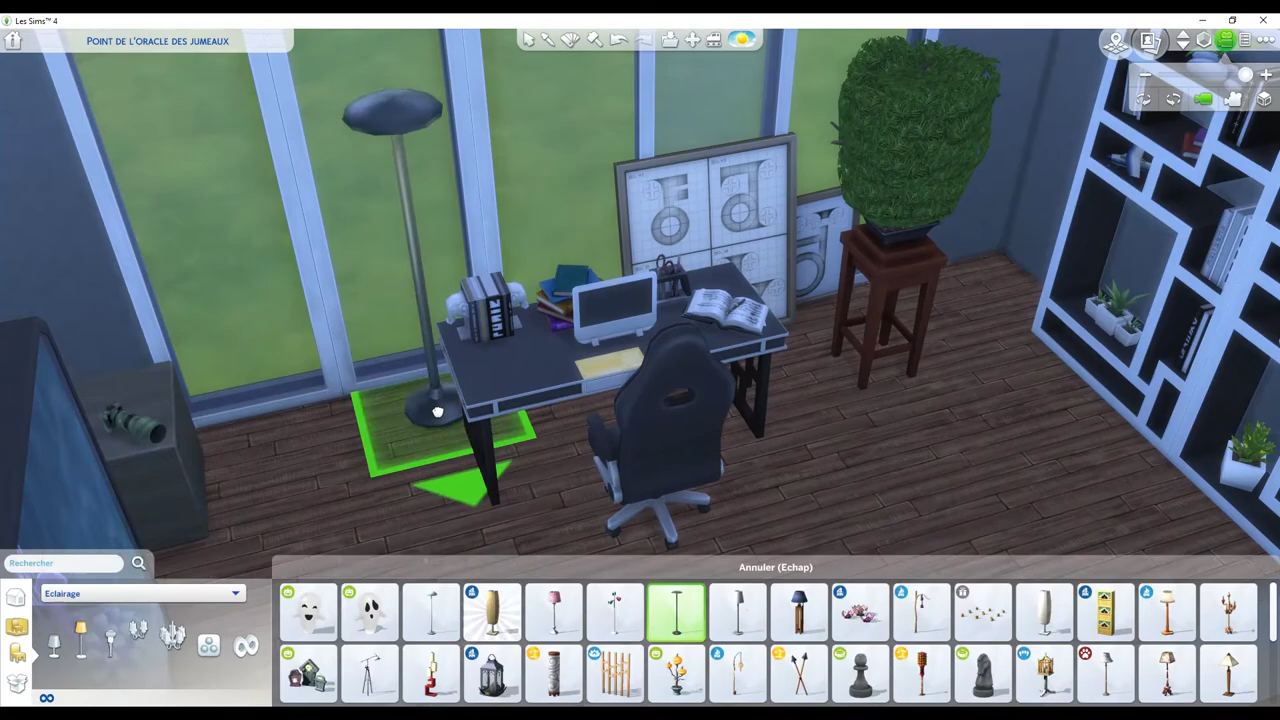 Les Sims™ 4
POINT DE L'ORACLE DES JUMEAUX
Rechercher
Annuler (Echap)
Eclairage